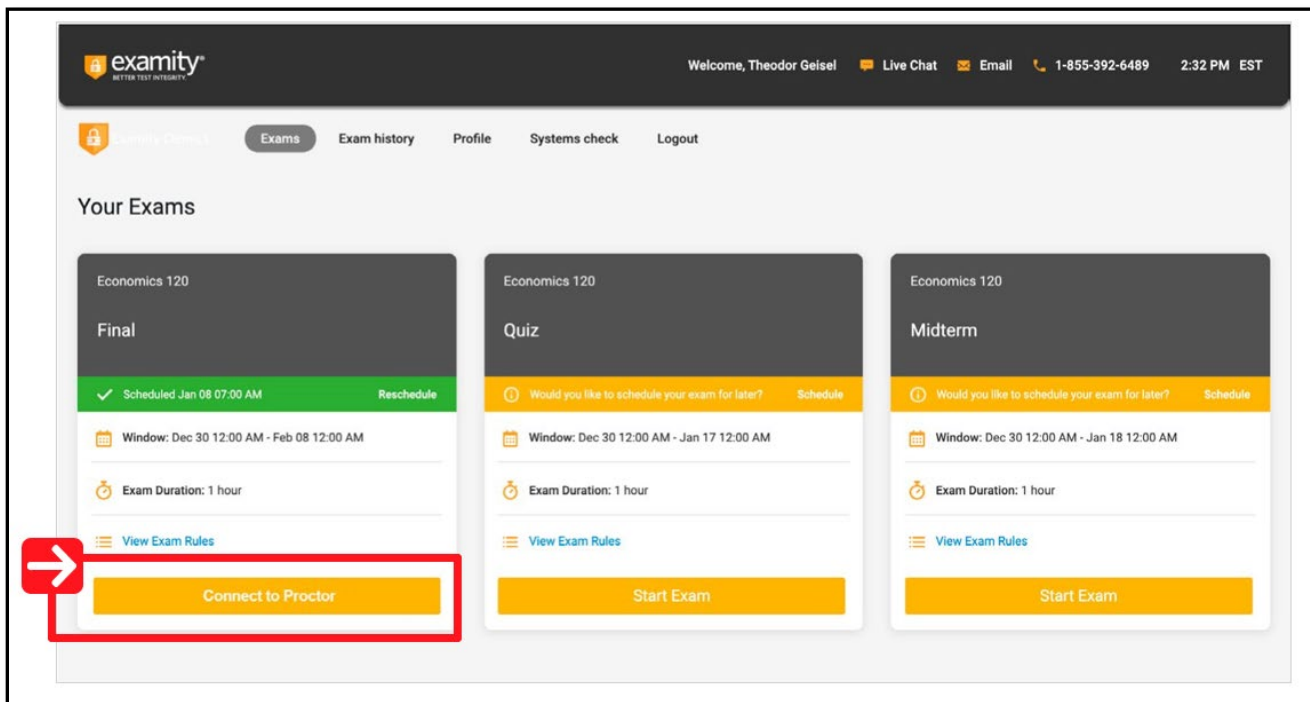 examity®
BETTER TEST INTEGRITY
Welcome, Theodor Geisel Live Chat Email 1-855-392-6489 2:32 PM EST
Exams Exam history Profile Systems check Logout
Your Exams
Economics 120
Final
Scheduled Jan 08 07:00 AM Reschedule
Window: Dec 30 12:00 AM - Feb 08 12:00 AM
Exam Duration: 1 hour
View Exam Rules
Connect to Proctor
Economics 120
Quiz
Would you like to schedule your exam for later? Schedule
Window: Dec 30 12:00 AM - Jan 17 12:00 AM
Exam Duration: 1 hour
View Exam Rules
Start Exam
Economics 120
Midterm
Would you like to schedule your exam for later? Schedule
Window: Dec 30 12:00 AM - Jan 18 12:00 AM
Exam Duration: 1 hour
View Exam Rules
Start Exam